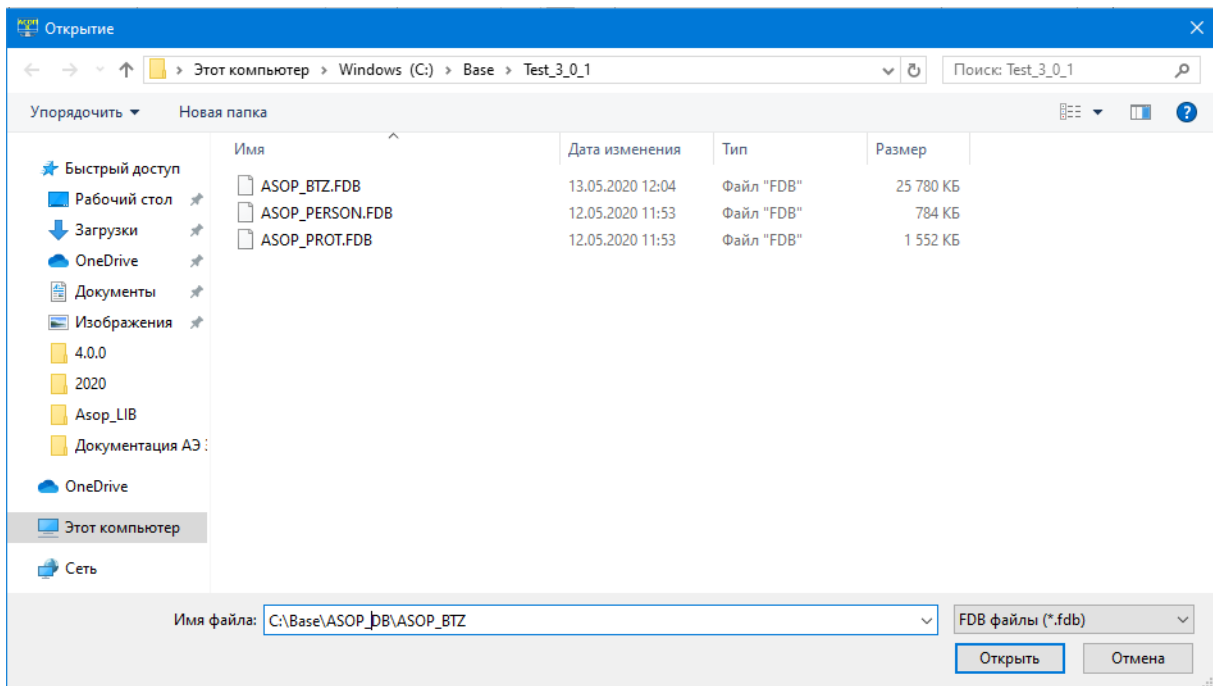 АСОП Открытие
Этот компьютер > Windows (C:) > Base > Test_3_0_1 Поиск: Test_3_0_1
Упорядочить Новая папка
Имя Дата изменения Тип Размер
Быстрый доступ
Рабочий стол
Загрузки
OneDrive
Документы
Изображения
4.0.0
2020
Asop_LIB
Документация АЭ
OneDrive
Этот компьютер
Сеть
ASOP_BTZ.FDB 13.05.2020 12:04 Файл "FDB" 25 780 КБ
ASOP_PERSON.FDB 12.05.2020 11:53 Файл "FDB" 784 КБ
ASOP_PROT.FDB 12.05.2020 11:53 Файл "FDB" 1 552 КБ
Имя файла: C:\Base\ASOP_DB\ASOP_BTZ FDB файлы (*.fdb)
Открыть Отмена